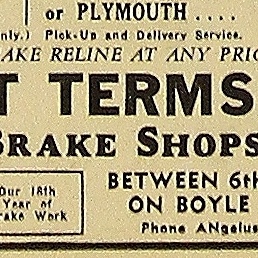 or PLYMOUTH ....
nly.) Pick-Up and Delivery Service.
AKE RELINE AT ANY PRIC
T TERMS
BRAKE SHOPS
Our 18th
Year of
rake Work
BETWEEN 6th
ON BOYLE
Phone ANgelus